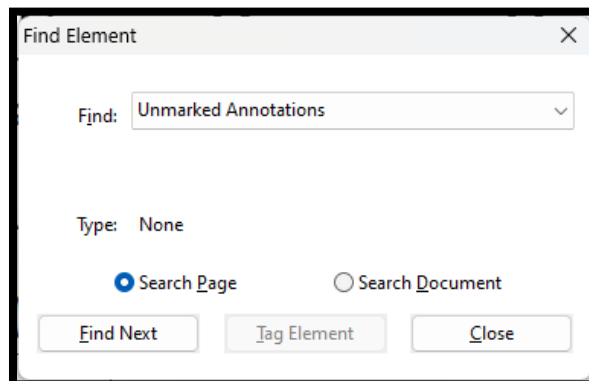 Find Element
Find: Unmarked Annotations
Type: None
Search Page Search Document
Find Next Tag Element Close